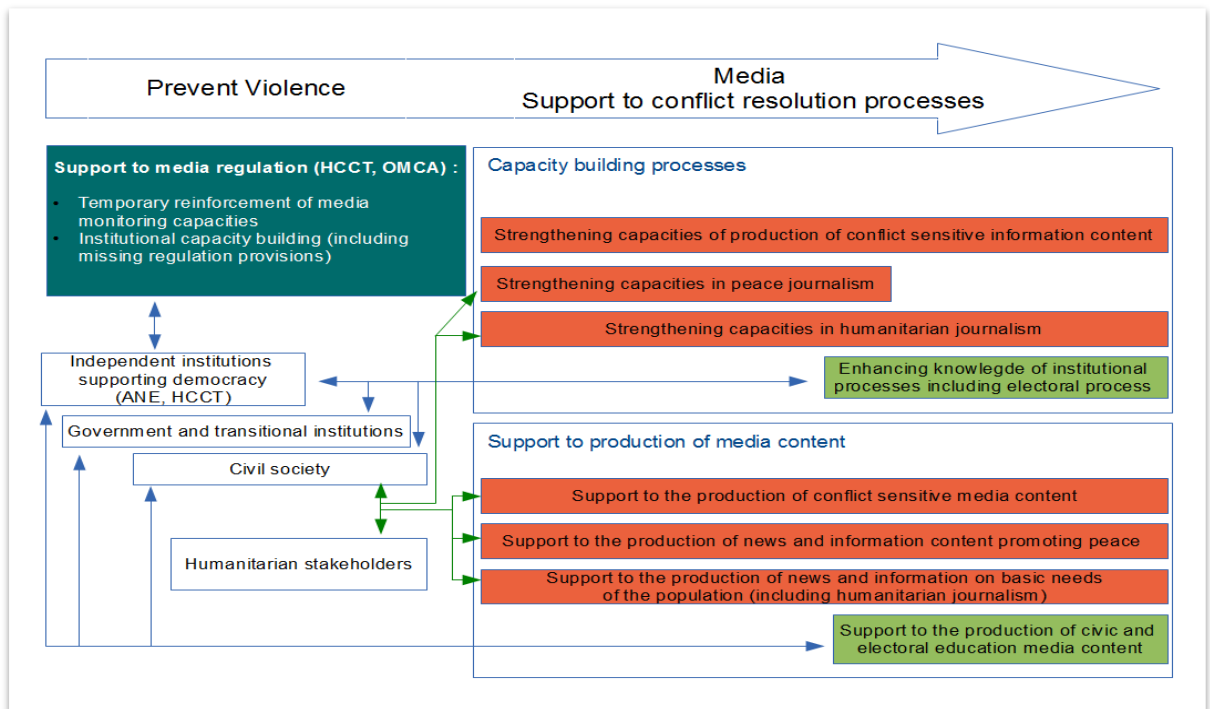 Prevent Violence
Media
Support to conflict resolution processes
Support to media regulation (HCCT, OMCA) :
• Temporary reinforcement of media
monitoring capacities
• Institutional capacity building (including
missing regulation provisions)
Capacity building processes
Strengthening capacities of production of conflict sensitive information content
Strengthening capacities in peace journalism
Strengthening capacities in humanitarian journalism
Enhancing knowlegde of institutional
processes including electoral process
Independent institutions
supporting democracy
(ANE, HCCT)
Government and transitional institutions
Civil society
Humanitarian stakeholders
Support to production of media content
Support to the production of conflict sensitive media content
Support to the production of news and information content promoting peace
Support to the production of news and information on basic needs
of the population (including humanitarian journalism)
Support to the production of civic and
electoral education media content